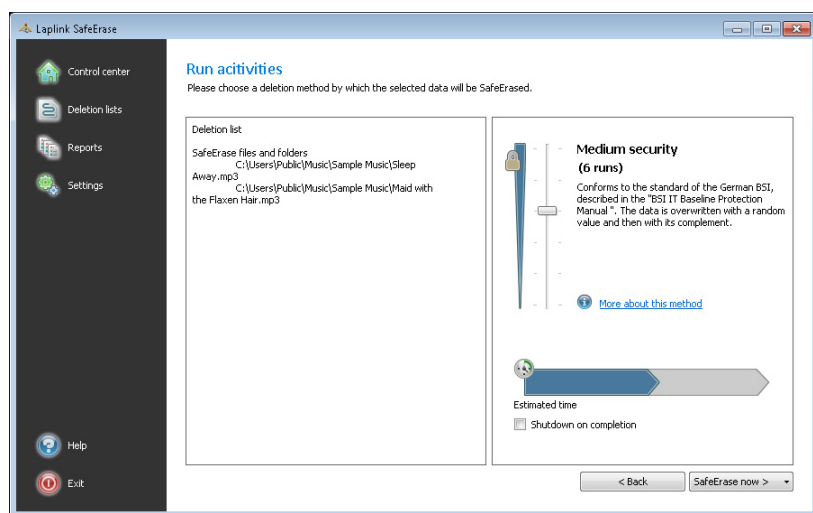 Laplink SafeErase
Control center
Deletion lists
Reports
Settings
Help
Exit
Run acitivities
Please choose a deletion method by which the selected data will be SafeErased.
Deletion list
SafeErase files and folders
C:\Users\Public\Music\Sample Music\Sleep
Away.mp3
C:\Users\Public\Music\Sample Music\Maid with
the Flaxen Hair.mp3
Medium security
(6 runs)
Conforms to the standard of the German BSI,
described in the "BSI IT Baseline Protection
Manual ". The data is overwritten with a random
value and then with its complement.
More about this method
Estimated time
Shutdown on completion
< Back
SafeErase now >